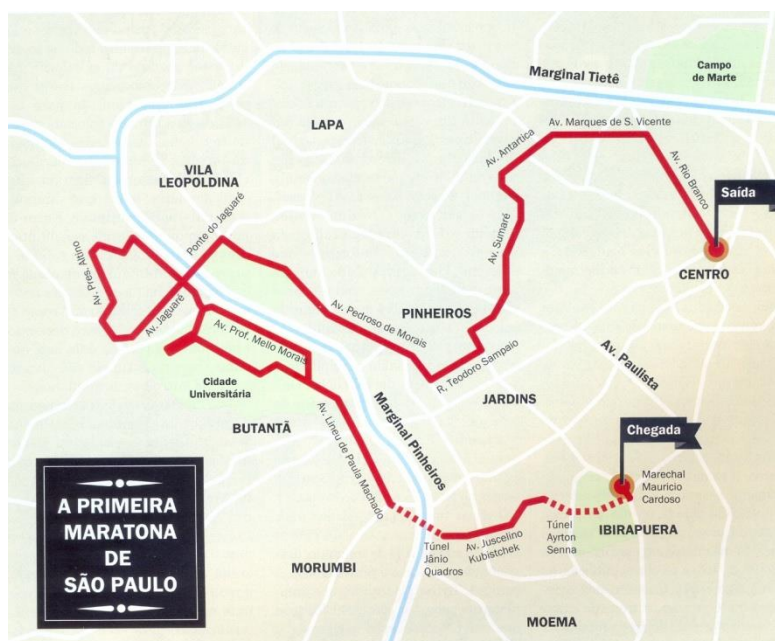 Marginal Tietê
Campo
de Marte
LAPA
Av. Marques de S. Vicente
Av. Antartica
Av. Rio Branco
Saída
CENTRO
VILA
LEOPOLDINA
Ponte do Jaguaré
Av. Pres. Altino
Av. Jaguaré
Av. Sumaré
PINHEIROS
Av. Pedroso de Morais
R. Teodoro Sampaio
Av. Prof. Mello Morais
Cidade
Universitária
Av. Paulista
JARDINS
Marginal Pinheiros
BUTANTÃ
Av. Lineu de Paula Machado
Chegada
Marechal
Mauricio
Cardoso
IBIRAPUERA
Túnel
Ayrton
Senna
Av. Juscelino
Kubistchek
Túnel
Jânio
Quadros
MORUMBI
MOEMA
A PRIMEIRA
MARATONA
DE
SÃO PAULO